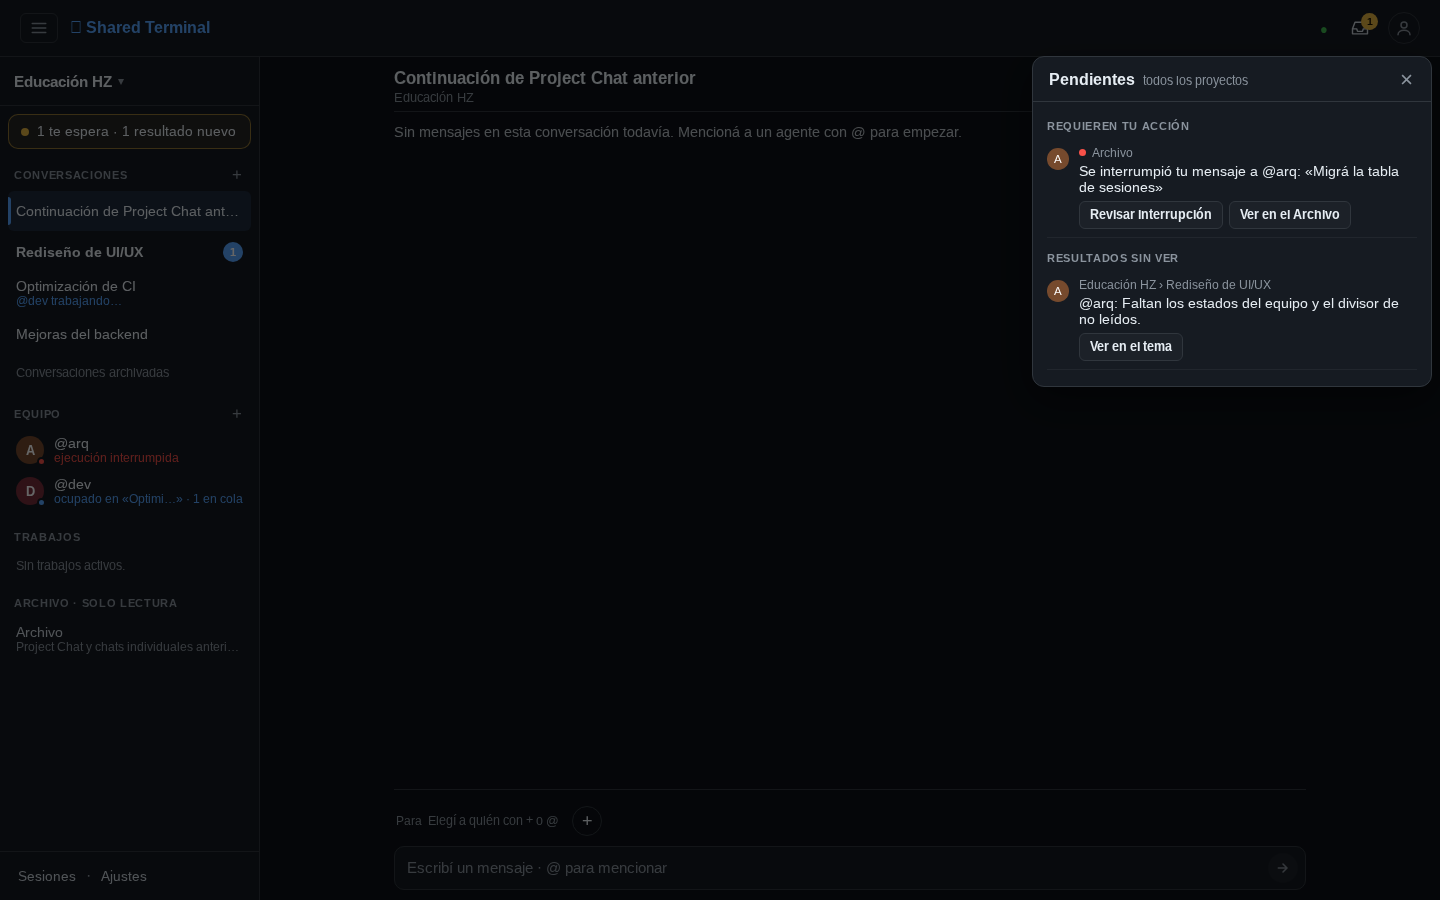 Shared Terminal
1
Educación HZ
1 te espera · 1 resultado nuevo
CONVERSACIONES
Continuación de Project Chat ant…
Rediseño de UI/UX
1
Optimización de CI
@dev trabajando…
Mejoras del backend
Conversaciones archivadas
EQUIPO
A
@arq
ejecución interrumpida
D
@dev
ocupado en «Optimi…» · 1 en cola
TRABAJOS
Sin trabajos activos.
ARCHIVO · SOLO LECTURA
Archivo
Project Chat y chats individuales anteri…
Sesiones · Ajustes
Continuación de Project Chat anterior
Educación HZ
Sin mensajes en esta conversación todavía. Mencioná a un agente con @ para empezar.
Para Elegí a quién con + o @
+
Escribí un mensaje · @ para mencionar
Pendientes todos los proyectos
REQUIEREN TU ACCIÓN
A
Archivo
Se interrumpió tu mensaje a @arq: «Migrá la tabla
de sesiones»
Revisar interrupción Ver en el Archivo
RESULTADOS SIN VER
A
Educación HZ › Rediseño de UI/UX
@arq: Faltan los estados del equipo y el divisor de
no leídos.
Ver en el tema